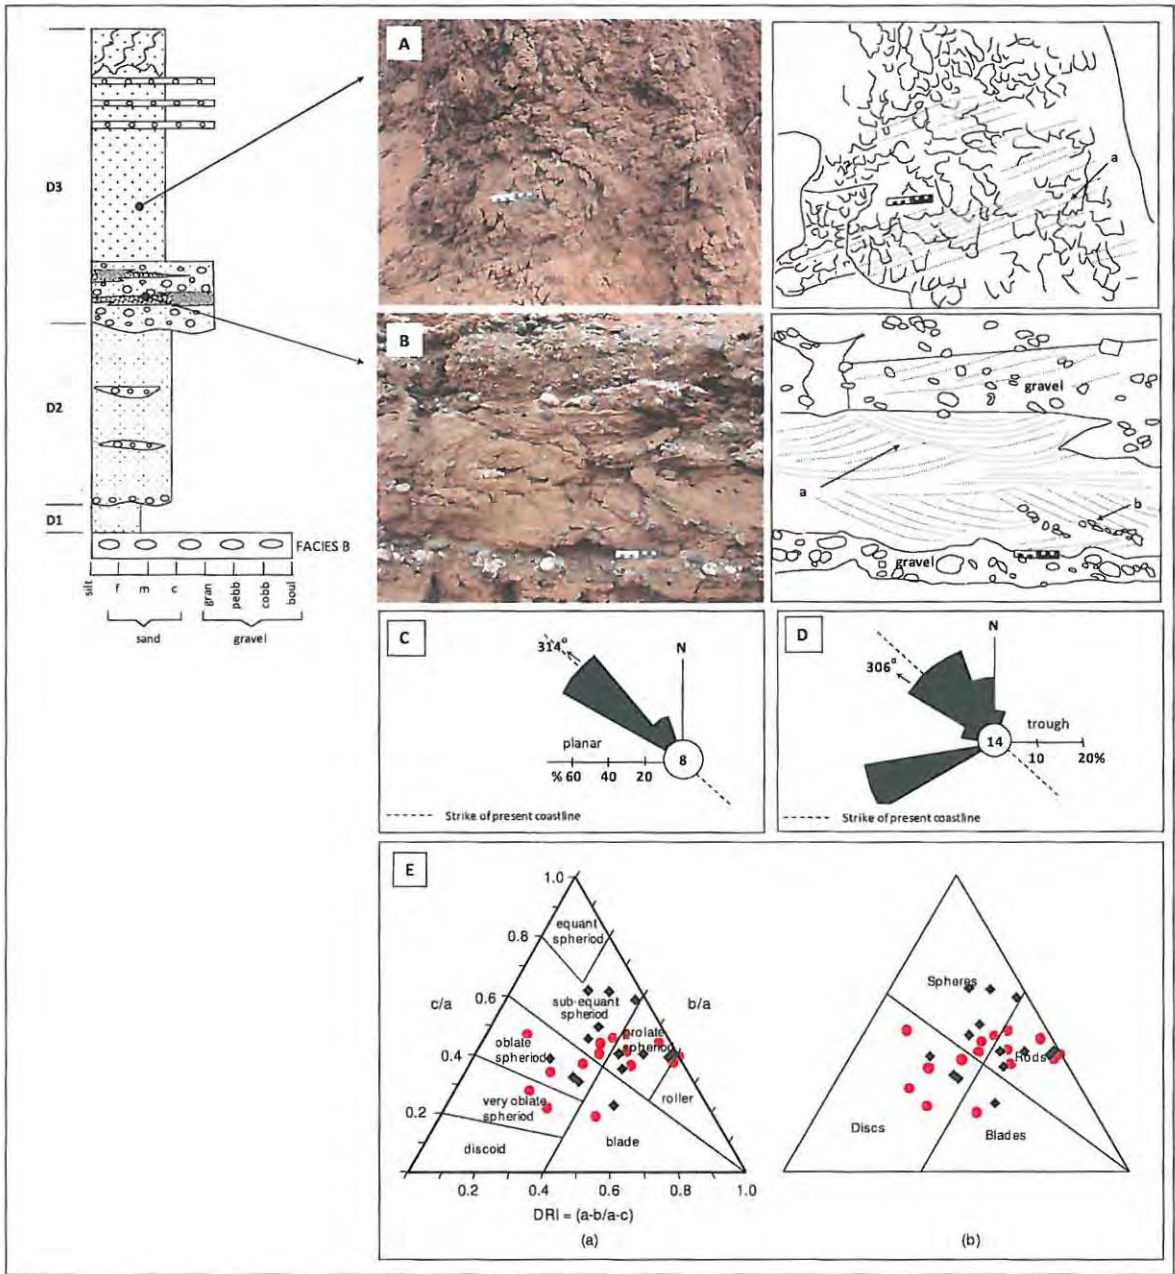 D3
D2
D1
FACIES B
silt
f
m
c
gran
pebb
cobb
boul
sand
gravel
A
a
B
gravel
a
b
gravel
C
314°
N
planar
8
% 60 40 20
Strike of present coastline
D
N
306°
trough
14
10 20%
Strike of present coastline
E
1.0
equant
spheriod
0.8
c/a
0.6
sub-equant
spheriod
b/a
prolate
spheriod
oblate
spheriod
0.4
very oblate
spheriod
roller
0.2
discoid
blade
0.2 0.4 0.6 0.8 1.0
DRI = (a-b/a-c)
(a)
Spheres
Rods
Discs
Blades
(b)